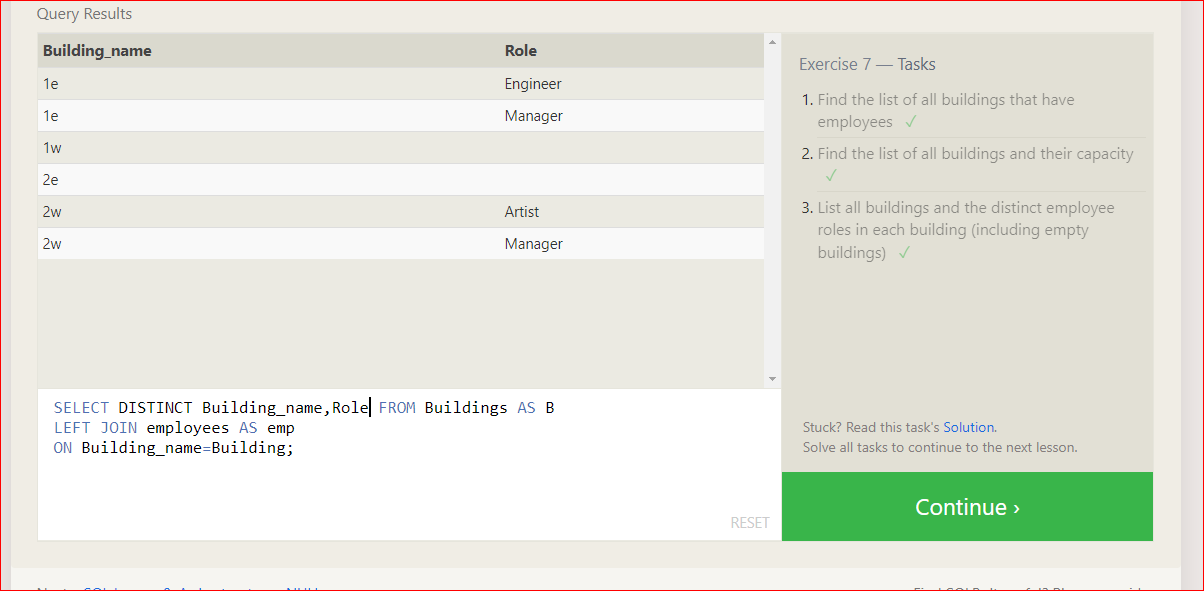 Query Results
Building_name Role
1e Engineer
1e Manager
1w
2e
2w Artist
2w Manager
SELECT DISTINCT Building_name,Role FROM Buildings AS B
LEFT JOIN employees AS emp
ON Building_name=Building;
RESET
Exercise 7 — Tasks
1. Find the list of all buildings that have
employees ✓
2. Find the list of all buildings and their capacity
✓
3. List all buildings and the distinct employee
roles in each building (including empty
buildings) ✓
Stuck? Read this task's Solution.
Solve all tasks to continue to the next lesson.
Continue ›